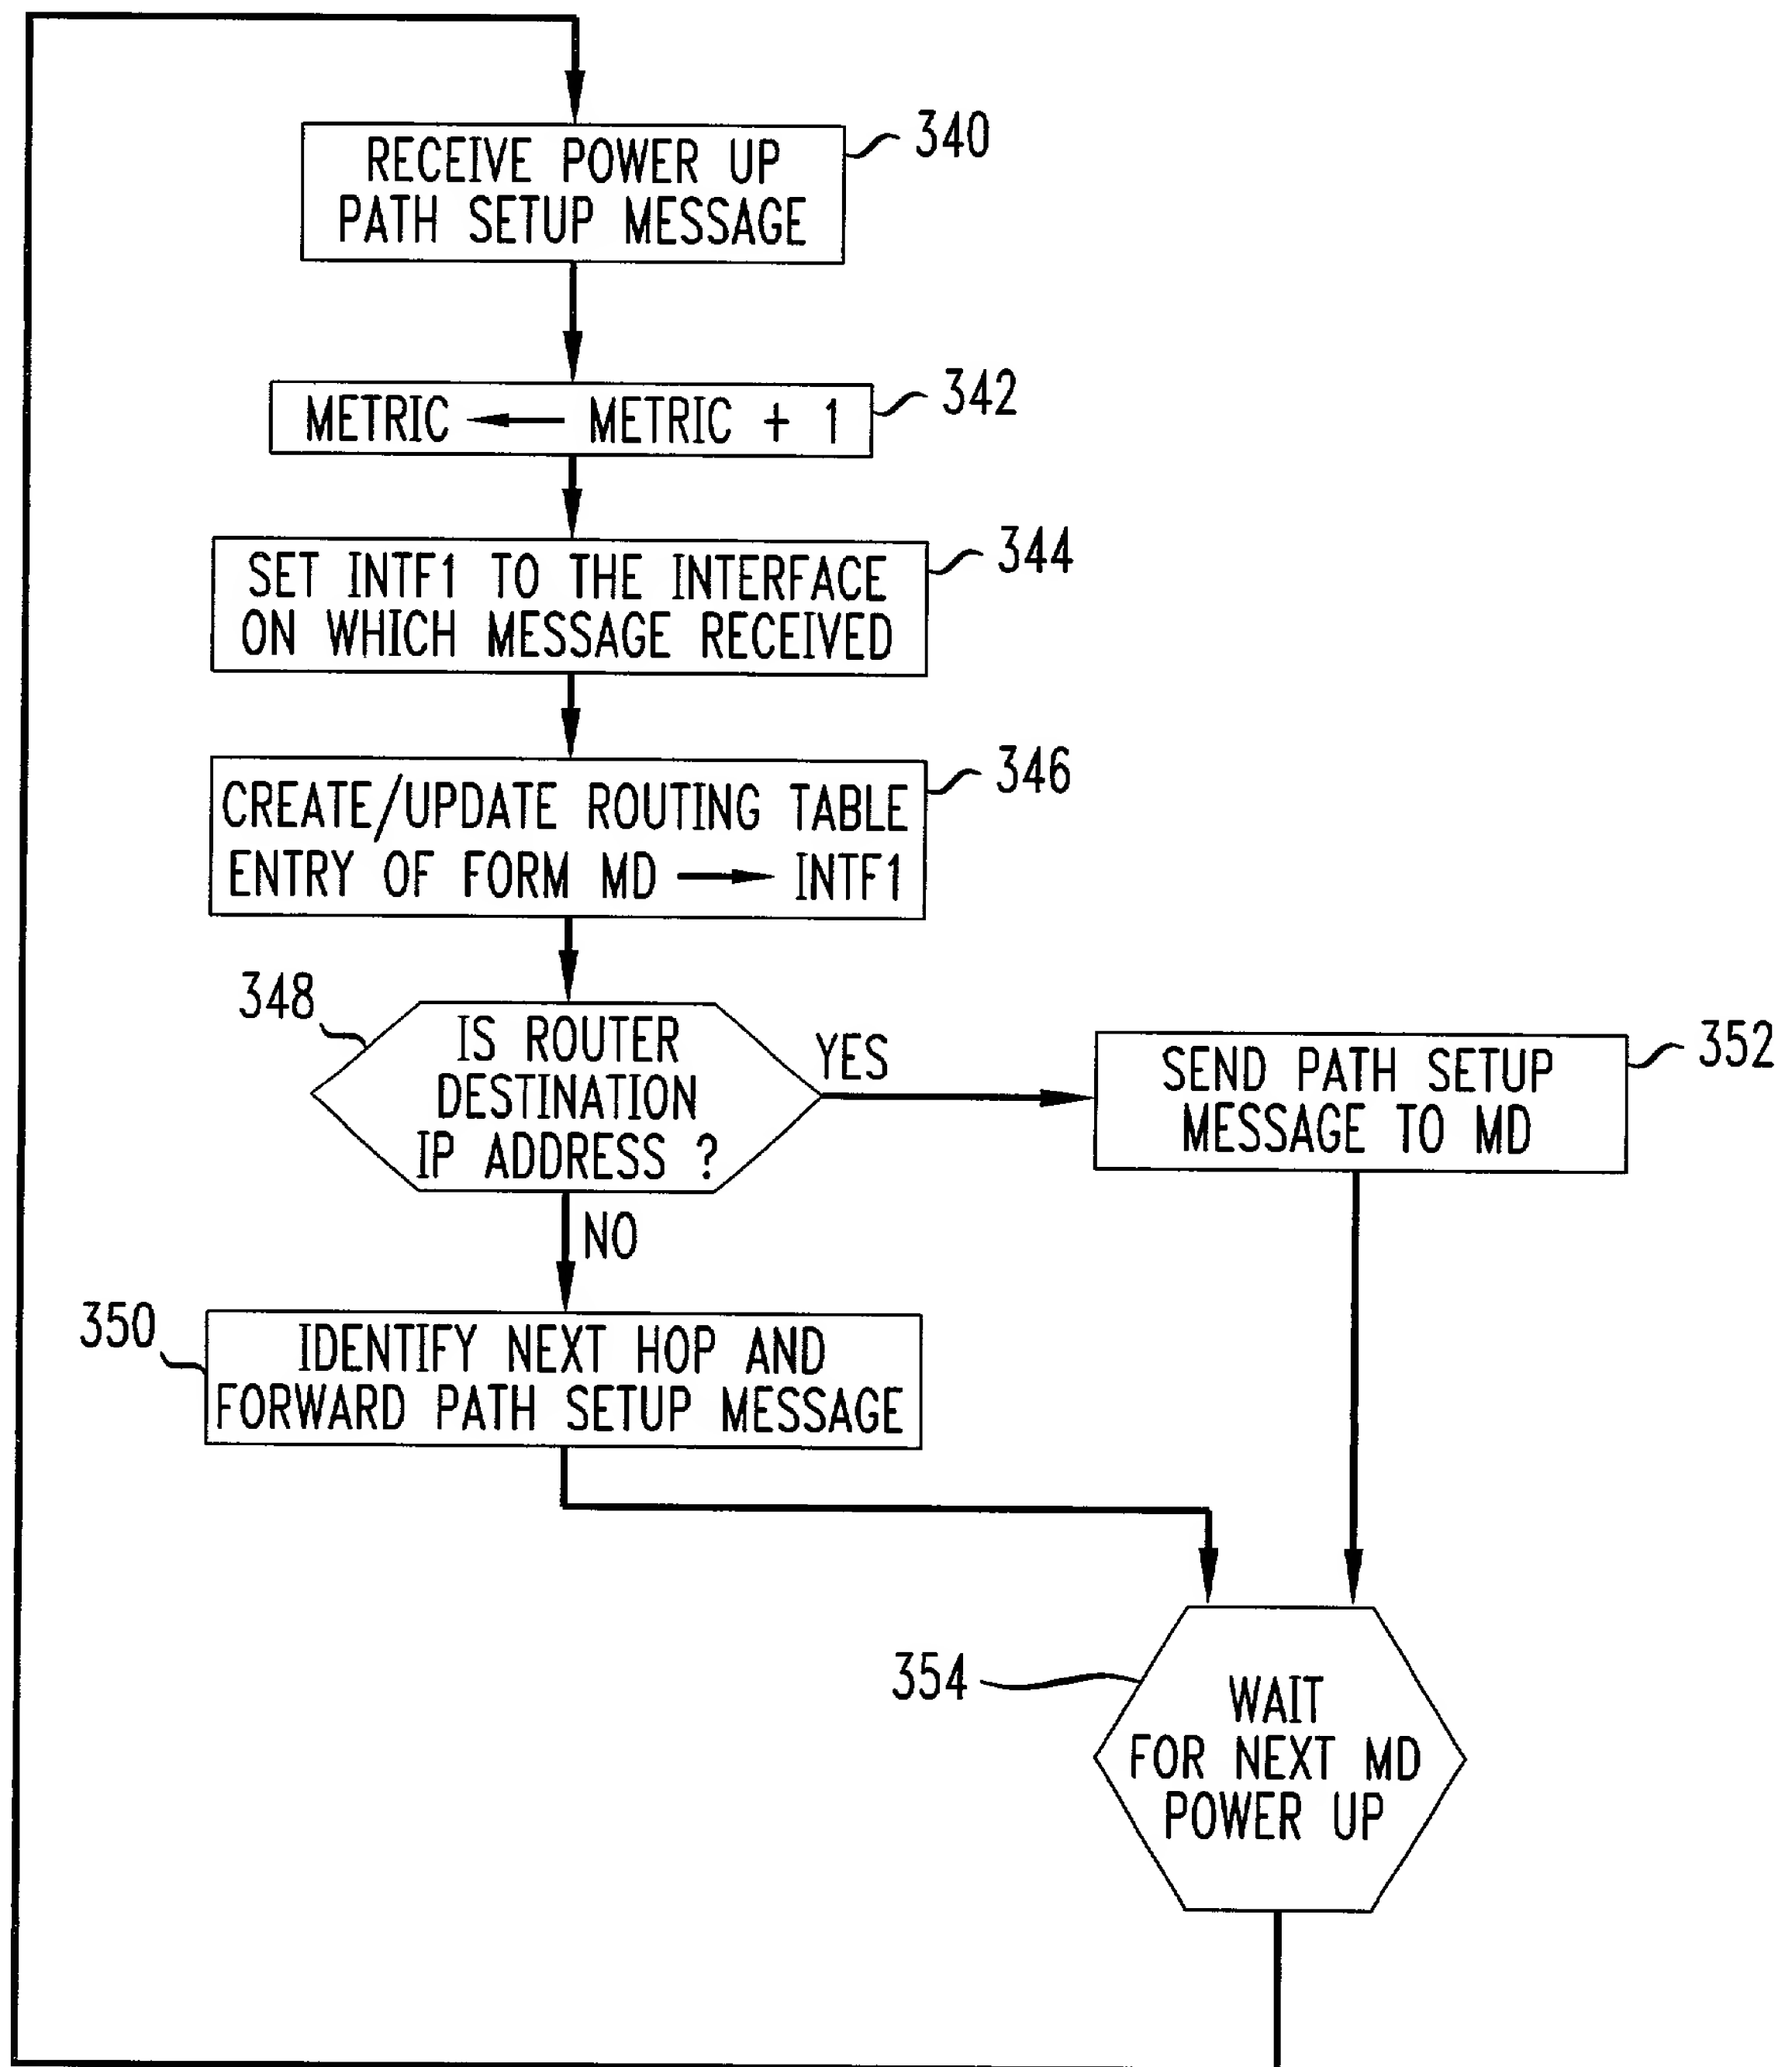 RECEIVE POWER UP
PATH SETUP MESSAGE
340
METRIC ← METRIC + 1
342
SET INTF1 TO THE INTERFACE
ON WHICH MESSAGE RECEIVED
344
CREATE/UPDATE ROUTING TABLE
ENTRY OF FORM MD → INTF1
346
348
IS ROUTER
DESTINATION
IP ADDRESS ?
YES
SEND PATH SETUP
MESSAGE TO MD
352
NO
350
IDENTIFY NEXT HOP AND
FORWARD PATH SETUP MESSAGE
354
WAIT
FOR NEXT MD
POWER UP